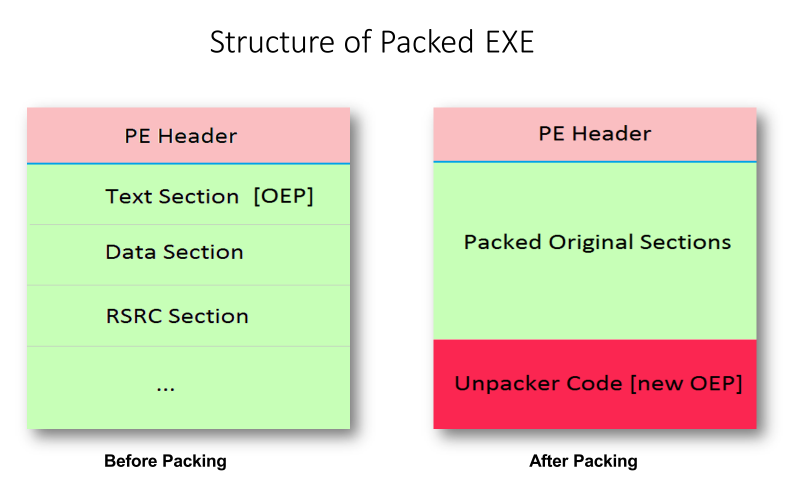 Structure of Packed EXE
PE Header
Text Section [OEP]
Data Section
RSRC Section
...
Before Packing
PE Header
Packed Original Sections
Unpacker Code [new OEP]
After Packing